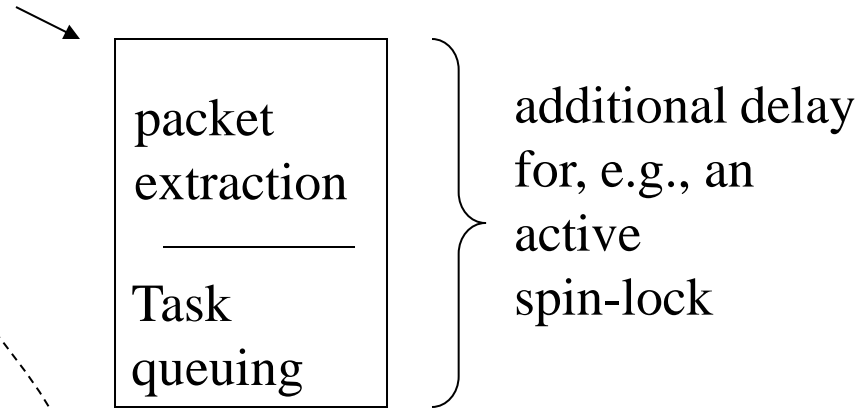 packet
extraction
Task
queuing
additional delay
for, e.g., an
active
spin-lock